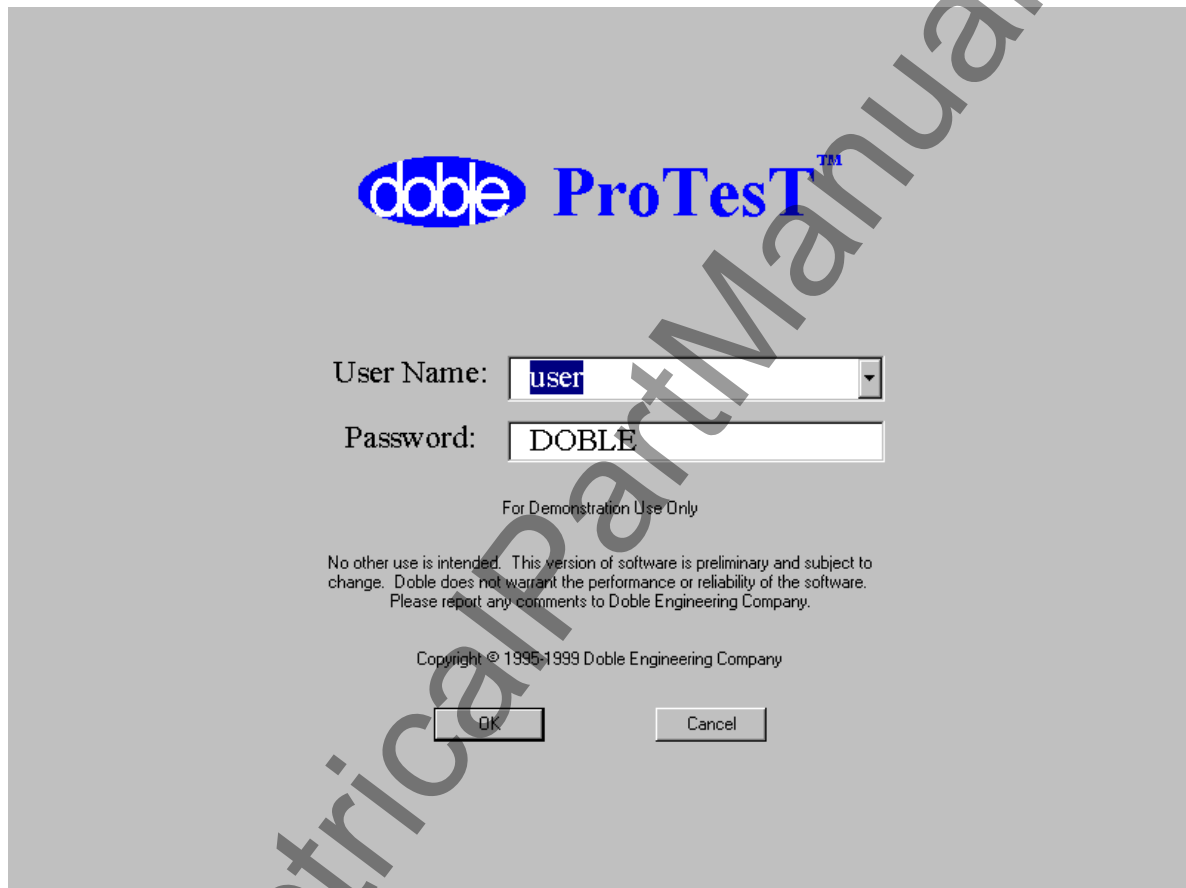 doble ProTesT™
User Name: user
Password: DOBLE
For Demonstration Use Only
No other use is intended. This version of software is preliminary and subject to
change. Doble does not warrant the performance or reliability of the software.
Please report any comments to Doble Engineering Company.
Copyright © 1995-1999 Doble Engineering Company
OK Cancel
tricalPartManua